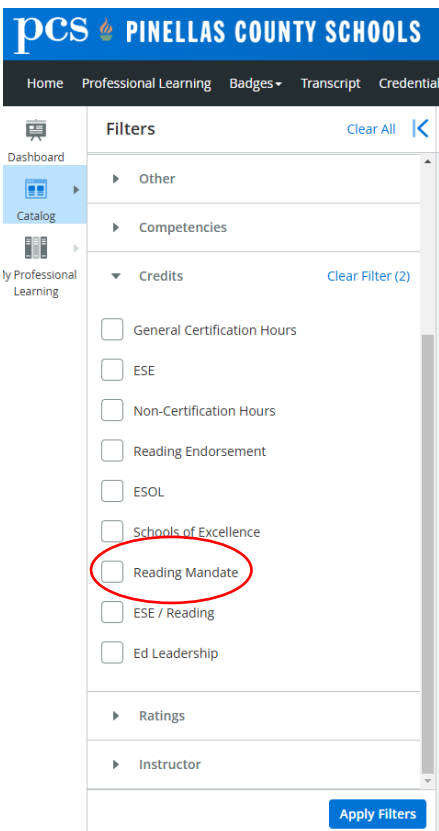 pcs PINELLAS COUNTY SCHOOLS
Home Professional Learning Badges Transcript
Filters Clear All
Dashboard
Other
Catalog
Competencies
Professional
Learning
Credits Clear Filter (2)
General Certification Hours
ESE
Non-Certification Hours
Reading Endorsement
ESOL
Schools of Excellence
Reading Mandate
ESE / Reading
Ed Leadership
Ratings
Instructor
Apply Filters